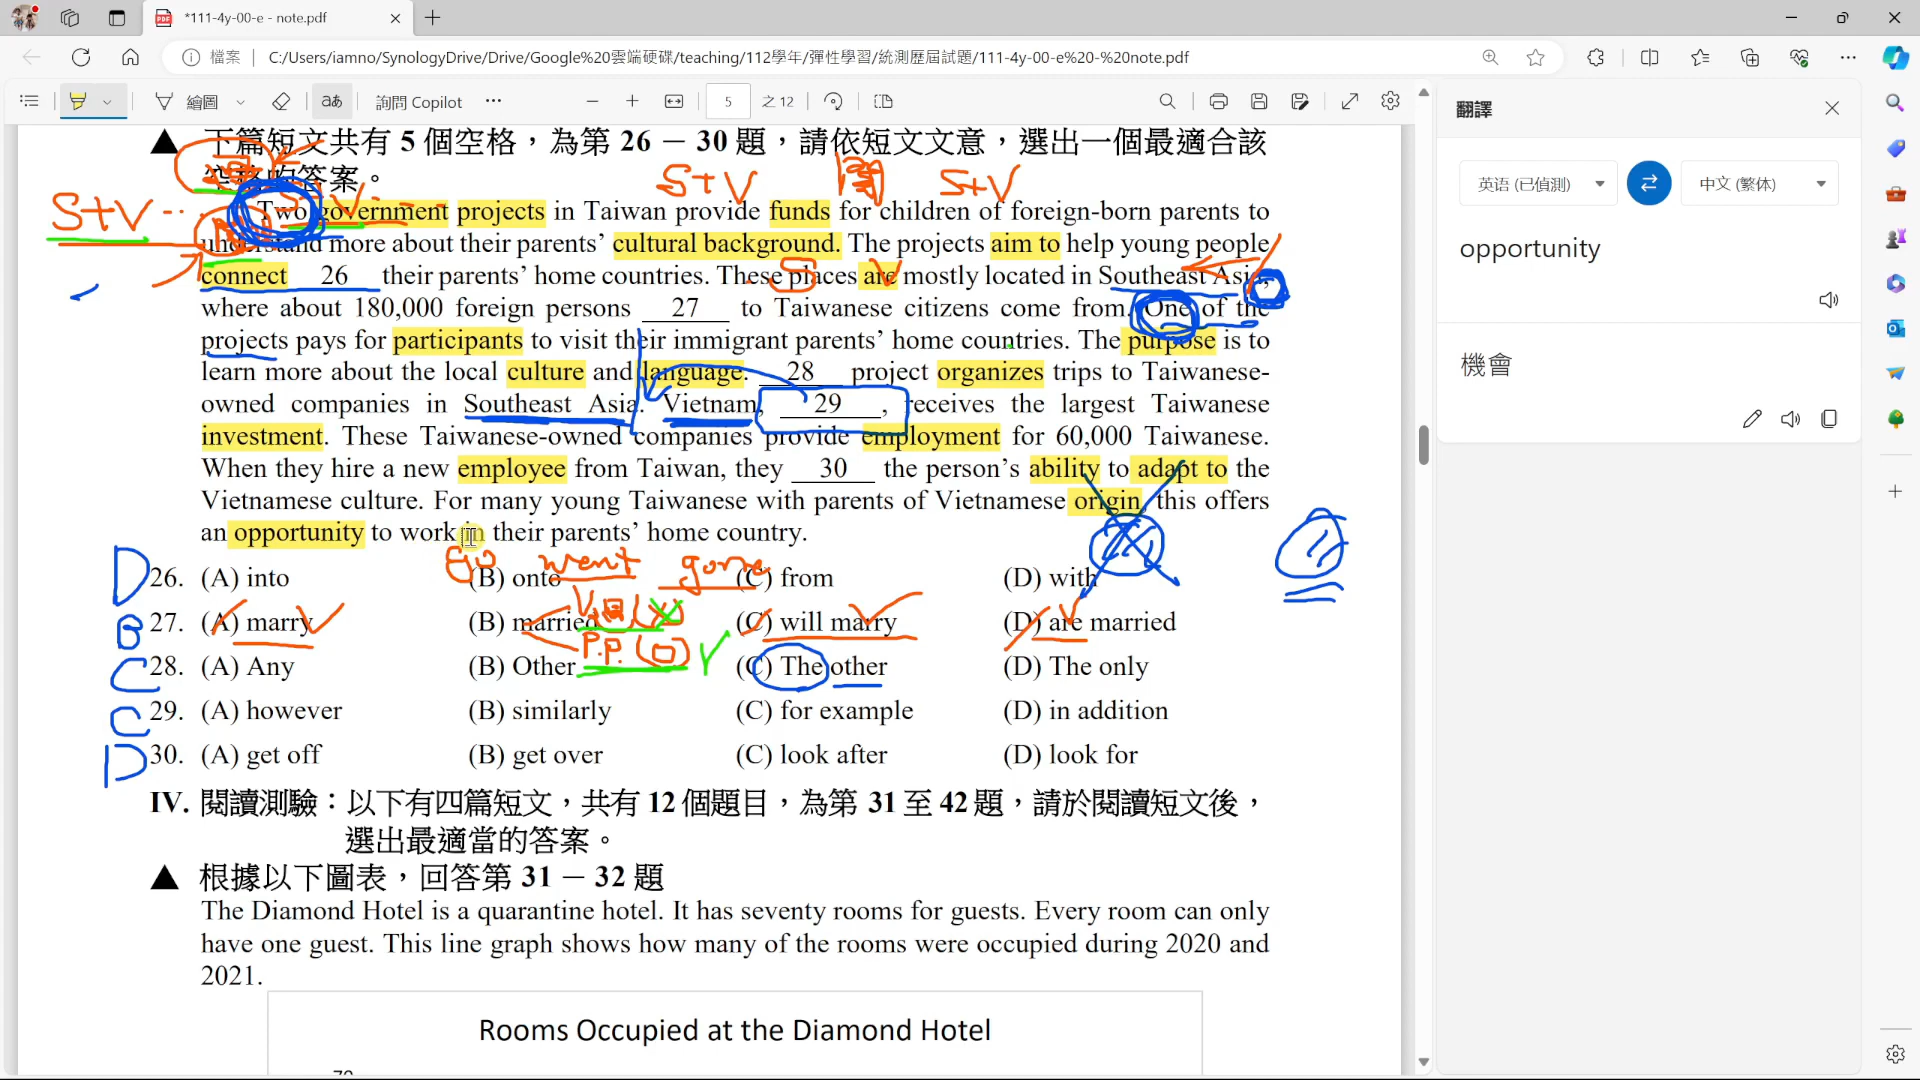 *111-4y-00-e - note.pdf
檔案 C:/Users/iamno/SynologyDrive/Drive/Google%20雲端硬碟/teaching/112學年/彈性學習/統測歷屆試題/111-4y-00-e%20-%20note.pdf
繪圖 aあ 詢問 Copilot 5 之 12
翻譯
英语 (已偵測) 中文 (繁体)
opportunity
機會
▲ 下篇短文共有 5 個空格，為第 26 － 30 題，請依短文文意，選出一個最適合該
空格的答案。
S+V S+V
S+V ... S V
Two government projects in Taiwan provide funds for children of foreign-born parents to
understand more about their parents’ cultural background. The projects aim to help young people
connect 26 their parents’ home countries. These places are mostly located in Southeast Asia,
S V
where about 180,000 foreign persons 27 to Taiwanese citizens come from. One of the
projects pays for participants to visit their immigrant parents’ home countries. The purpose is to
learn more about the local culture and language. 28 project organizes trips to Taiwanese-
owned companies in Southeast Asia. Vietnam, 29 , receives the largest Taiwanese
investment. These Taiwanese-owned companies provide employment for 60,000 Taiwanese.
When they hire a new employee from Taiwan, they 30 the person’s ability to adapt to the
Vietnamese culture. For many young Taiwanese with parents of Vietnamese origin, this offers
an opportunity to work in their parents’ home country.
go went gone
D 26. (A) into (B) onto (C) from (D) with
B 27. (A) marry (B) married (C) will marry (D) are married
P.P.
C 28. (A) Any (B) Other (C) The other (D) The only
C 29. (A) however (B) similarly (C) for example (D) in addition
D 30. (A) get off (B) get over (C) look after (D) look for
IV. 閱讀測驗：以下有四篇短文，共有 12 個題目，為第 31 至 42 題，請於閱讀短文後，
選出最適當的答案。
▲ 根據以下圖表，回答第 31 － 32 題
The Diamond Hotel is a quarantine hotel. It has seventy rooms for guests. Every room can only
have one guest. This line graph shows how many of the rooms were occupied during 2020 and
2021.
Rooms Occupied at the Diamond Hotel